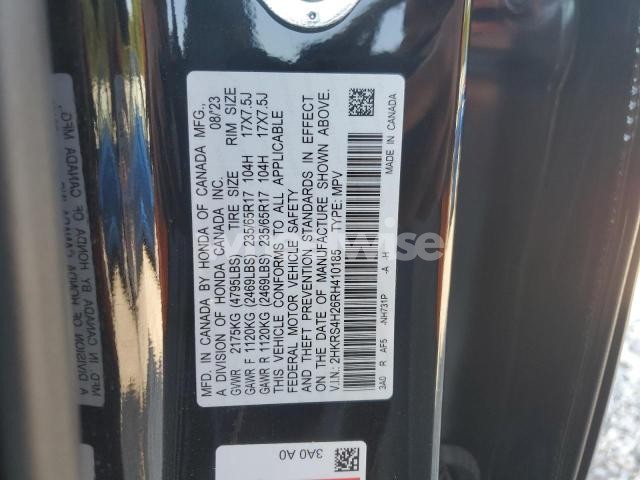 MFD. IN CANADA BY HONDA OF CANADA MFG.,
A DIVISION OF HONDA CANADA INC. 08/23
GVWR 2175KG (4795LBS) TIRE SIZE RIM SIZE
GAWR F 1120KG (2469LBS) 235/65R17 104H 17X7.5J
GAWR R 1120KG (2469LBS) 235/65R17 104H 17X7.5J
THIS VEHICLE CONFORMS TO ALL APPLICABLE
FEDERAL MOTOR VEHICLE SAFETY
AND THEFT PREVENTION STANDARDS IN EFFECT
ON THE DATE OF MANUFACTURE SHOWN ABOVE.
V.I.N.: 2HKRS4H26RH410185 TYPE: MPV
3A0 R AF5 -NH731P -A -H MADE IN CANADA
3A0 A0